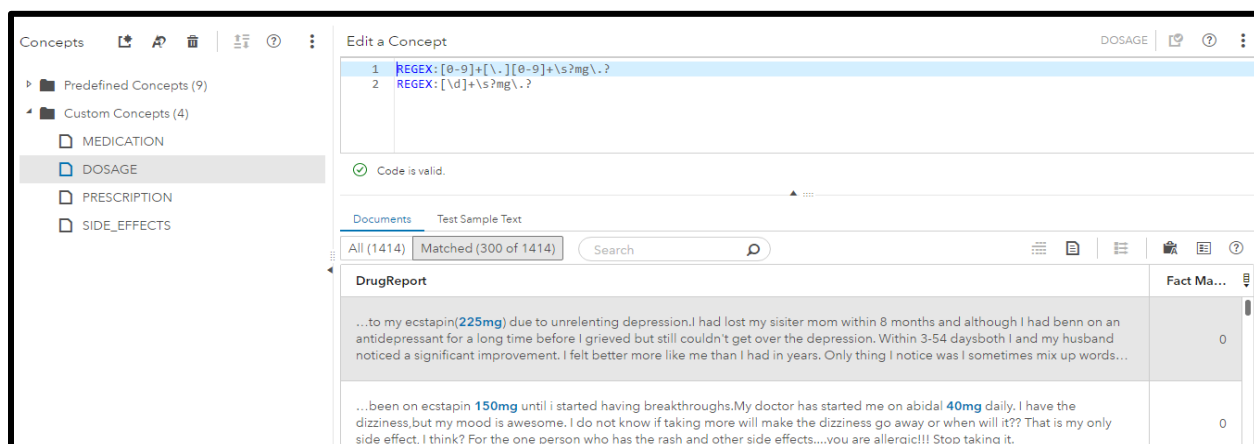 Concepts
Edit a Concept
DOSAGE
1 REGEX:[0-9]+[\.][0-9]+\s?mg\.?
2 REGEX:[\d]+\s?mg\.?
Predefined Concepts (9)
Custom Concepts (4)
MEDICATION
DOSAGE
PRESCRIPTION
SIDE_EFFECTS
Code is valid.
Documents Test Sample Text
All (1414) Matched (300 of 1414) Search
DrugReport Fact Ma...
...to my ecstapin(225mg) due to unrelenting depression.I had lost my sisiter mom within 8 months and although I had benn on an
antidepressant for a long time before I grieved but still couldn't get over the depression. Within 3-54 daysboth I and my husband
noticed a significant improvement. I felt better more like me than I had in years. Only thing I notice was I sometimes mix up words...
0
...been on ecstapin 150mg until i started having breakthroughs.My doctor has started me on abidal 40mg daily. I have the
dizziness,but my mood is awesome. I do not know if taking more will make the dizziness go away or when will it?? That is my only
side effect, I think? For the one person who has the rash and other side effects....you are allergic!!! Stop taking it.
0